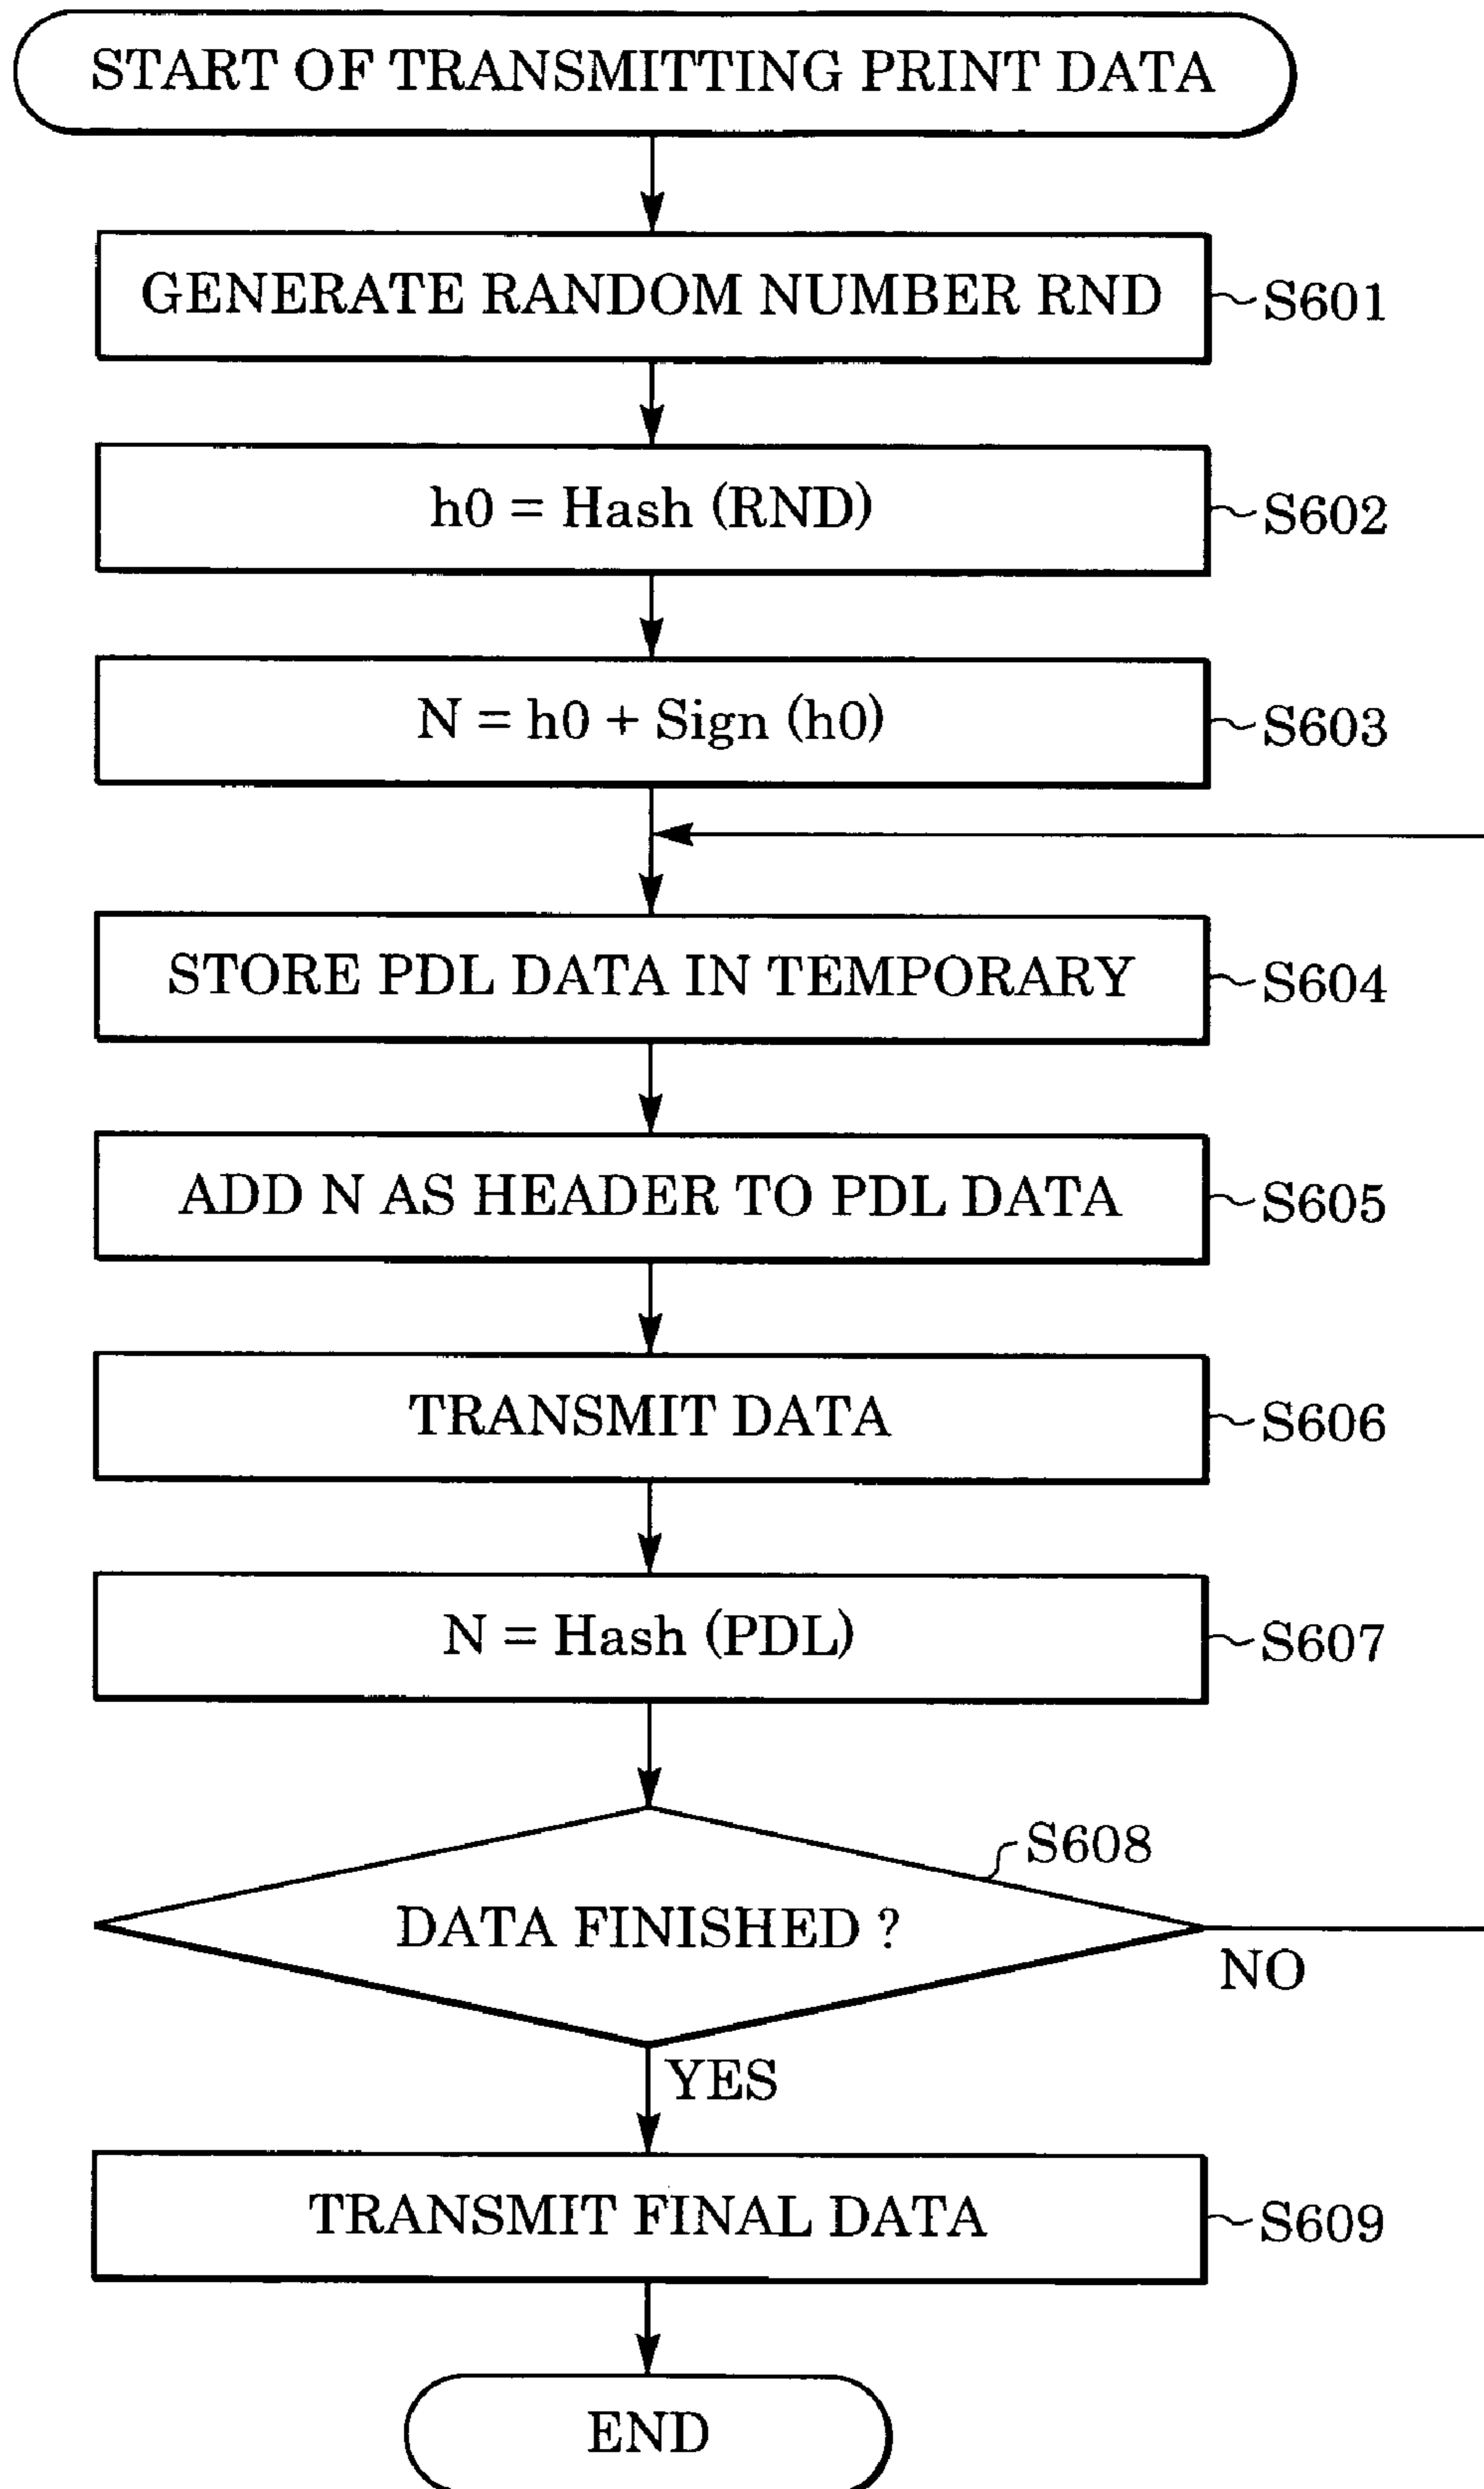 START OF TRANSMITTING PRINT DATA
GENERATE RANDOM NUMBER RND
S601
h0 = Hash (RND)
S602
N = h0 + Sign (h0)
S603
STORE PDL DATA IN TEMPORARY
S604
ADD N AS HEADER TO PDL DATA
S605
TRANSMIT DATA
S606
N = Hash (PDL)
S607
S608
DATA FINISHED ?
NO
YES
TRANSMIT FINAL DATA
S609
END